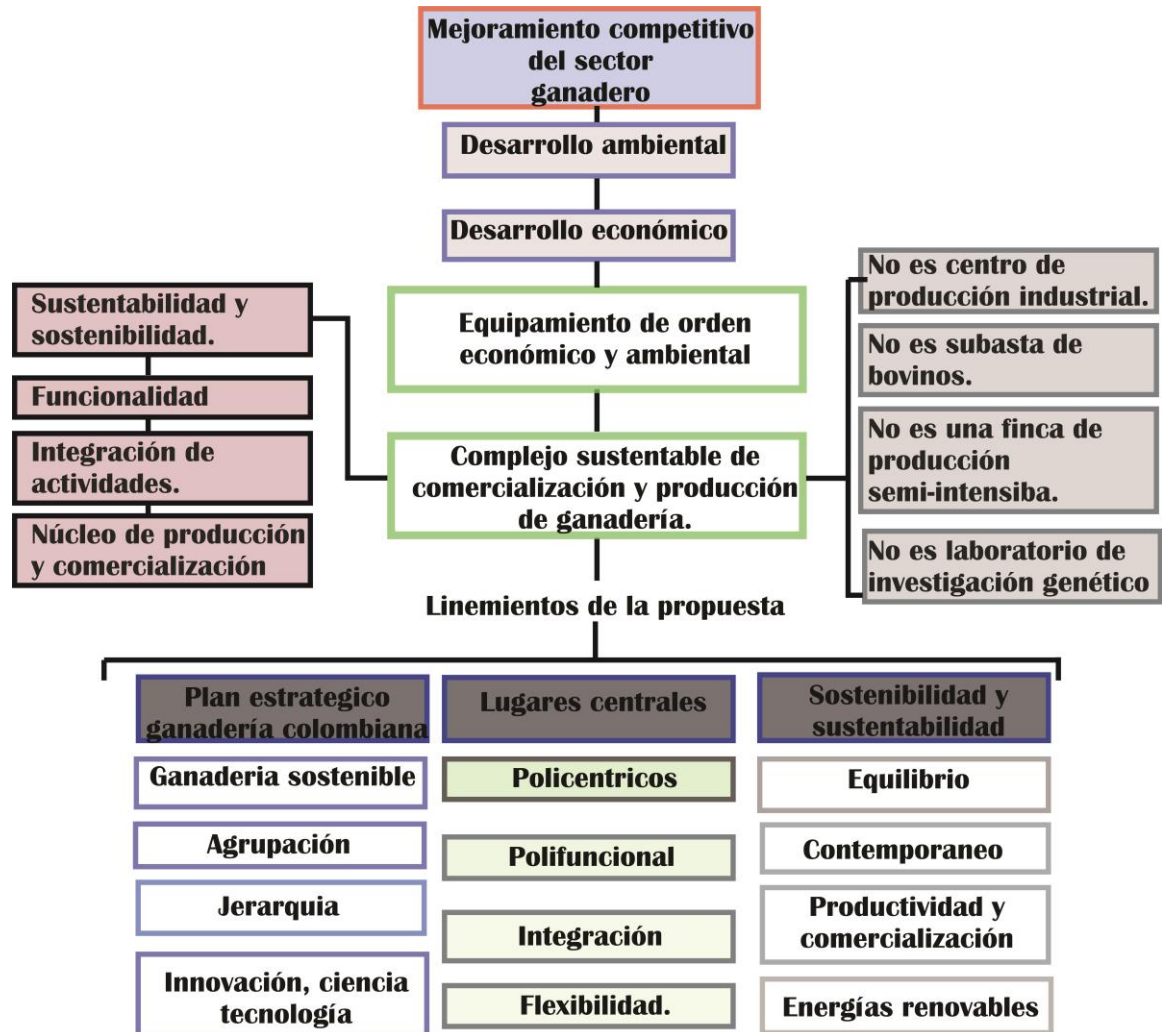 Mejoramiento competitivo
del sector
ganadero
Desarrollo ambiental
Desarrollo económico
Equipamiento de orden
económico y ambiental
Complejo sustentable de
comercialización y producción
de ganadería.
Sustentabilidad y
sostenibilidad.
Funcionalidad
Integración de
actividades.
Núcleo de producción
y comercialización
No es centro de
producción industrial.
No es subasta de
bovinos.
No es una finca de
producción
semi-intensiba.
No es laboratorio de
investigación genético
Linemientos de la propuesta
Plan estrategico
ganadería colombiana
Ganaderia sostenible
Agrupación
Jerarquia
Innovación, ciencia
tecnología
Lugares centrales
Policentricos
Polifuncional
Integración
Flexibilidad.
Sostenibilidad y
sustentabilidad
Equilibrio
Contemporaneo
Productividad y
comercialización
Energías renovables